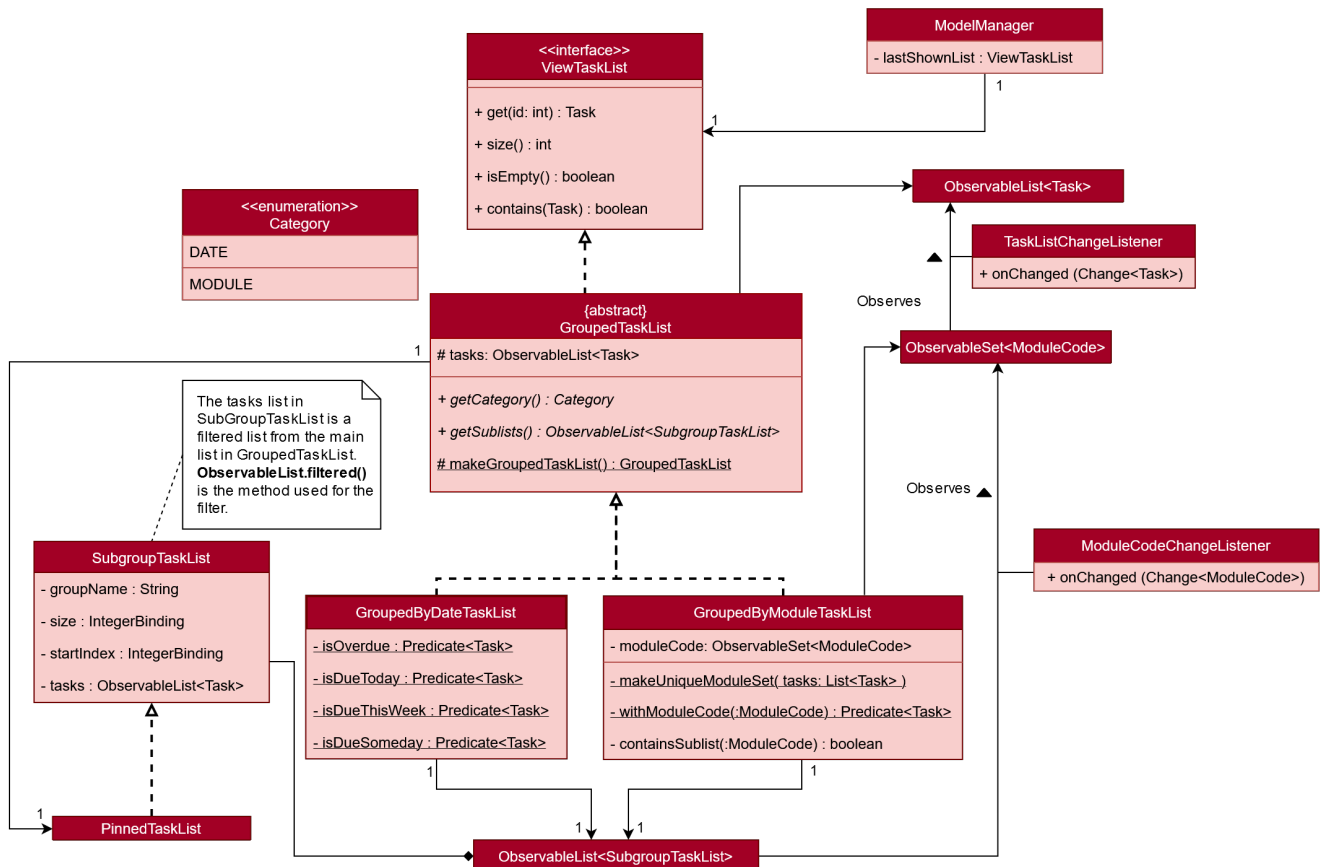 <<interface>>
ViewTaskList
+ get(id: int) : Task
+ size() : int
+ isEmpty() : boolean
+ contains(Task) : boolean
ModelManager
- lastShownList : ViewTaskList
1
1
<<enumeration>>
Category
DATE
MODULE
ObservableList<Task>
TaskListChangeListener
+ onChanged (Change<Task>)
Observes
ObservableSet<ModuleCode>
{abstract}
GroupedTaskList
# tasks: ObservableList<Task>
+ getCategory() : Category
+ getSublists() : ObservableList<SubgroupTaskList>
# makeGroupedTaskList() : GroupedTaskList
1
The tasks list in
SubGroupTaskList is a
filtered list from the main
list in GroupedTaskList.
ObservableList.filtered()
is the method used for the
filter.
Observes
ModuleCodeChangeListener
+ onChanged (Change<ModuleCode>)
SubgroupTaskList
- groupName : String
- size : IntegerBinding
- startIndex : IntegerBinding
- tasks : ObservableList<Task>
GroupedByDateTaskList
- isOverdue : Predicate<Task>
- isDueToday : Predicate<Task>
- isDueThisWeek : Predicate<Task>
- isDueSomeday : Predicate<Task>
GroupedByModuleTaskList
- moduleCode: ObservableSet<ModuleCode>
- makeUniqueModuleSet( tasks: List<Task> )
- withModuleCode(:ModuleCode) : Predicate<Task>
- containsSublist(:ModuleCode) : boolean
1
1
1
PinnedTaskList
1
1
ObservableList<SubgroupTaskList>